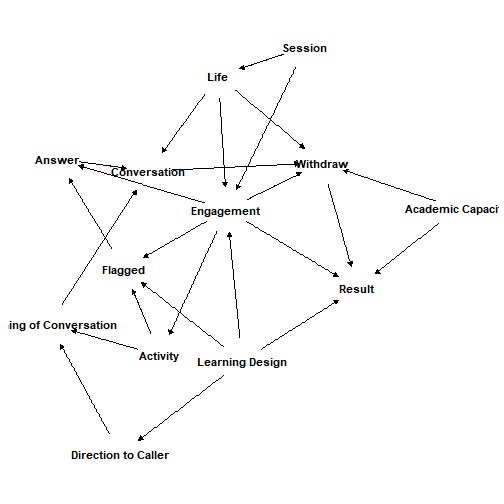 Session
Life
Answer
Conversation
Withdraw
Engagement
Academic Capaci
Flagged
Result
ing of Conversation
Activity
Learning Design
Direction to Caller